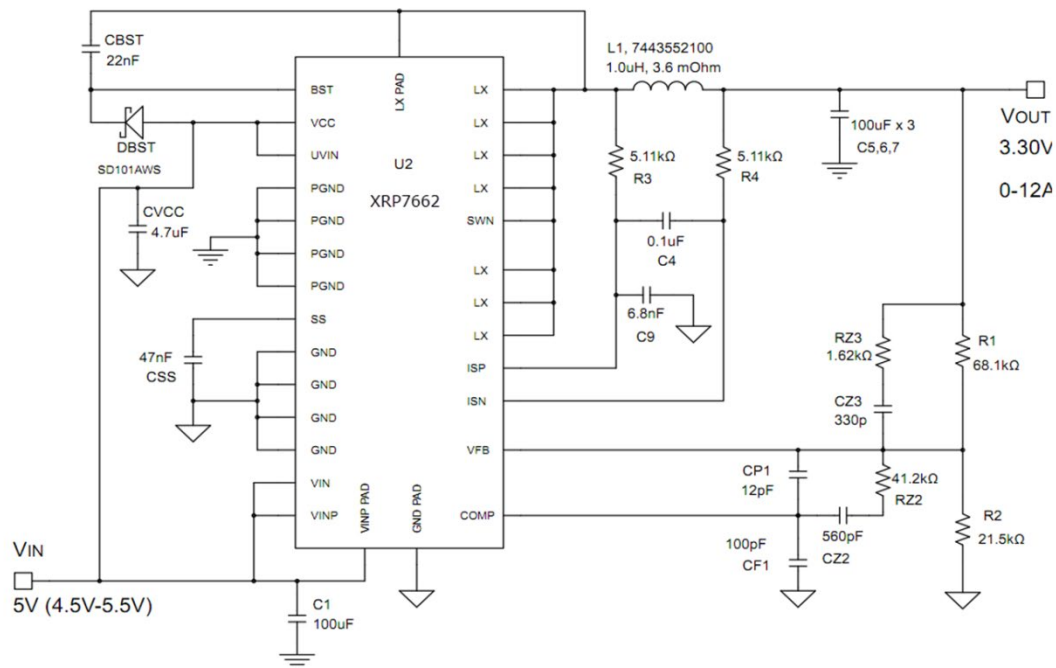 CBST
22nF
DBST
SD101AWS
CVCC
4.7uF
47nF
CSS
VIN
5V (4.5V-5.5V)
C1
100uF
LX PAD
BST
VCC
UVIN
PGND
PGND
PGND
PGND
SS
GND
GND
GND
GND
VIN
VINP
VINP PAD
GND PAD
U2
XRP7662
LX
LX
LX
LX
SWN
LX
LX
LX
ISP
ISN
VFB
COMP
L1, 7443552100
1.0uH, 3.6 mOhm
5.11kΩ
R3
5.11kΩ
R4
0.1uF
C4
6.8nF
C9
100uF x 3
C5,6,7
VOUT
3.30V
0-12A
RZ3
1.62kΩ
CZ3
330p
R1
68.1kΩ
CP1
12pF
41.2kΩ
RZ2
560pF
CZ2
100pF
CF1
R2
21.5kΩ